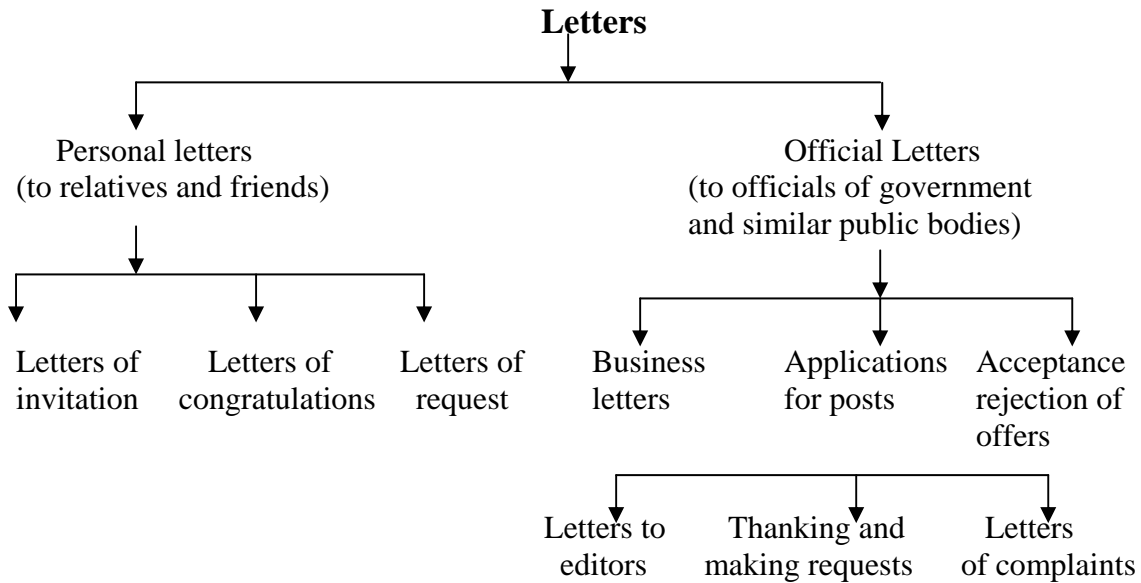 Letters
Personal letters
(to relatives and friends)
Official Letters
(to officials of government
and similar public bodies)
Letters of
invitation
Letters of
congratulations
Letters of
request
Business
letters
Applications
for posts
Acceptance
rejection of
offers
Letters to
editors
Thanking and
making requests
Letters
of complaints